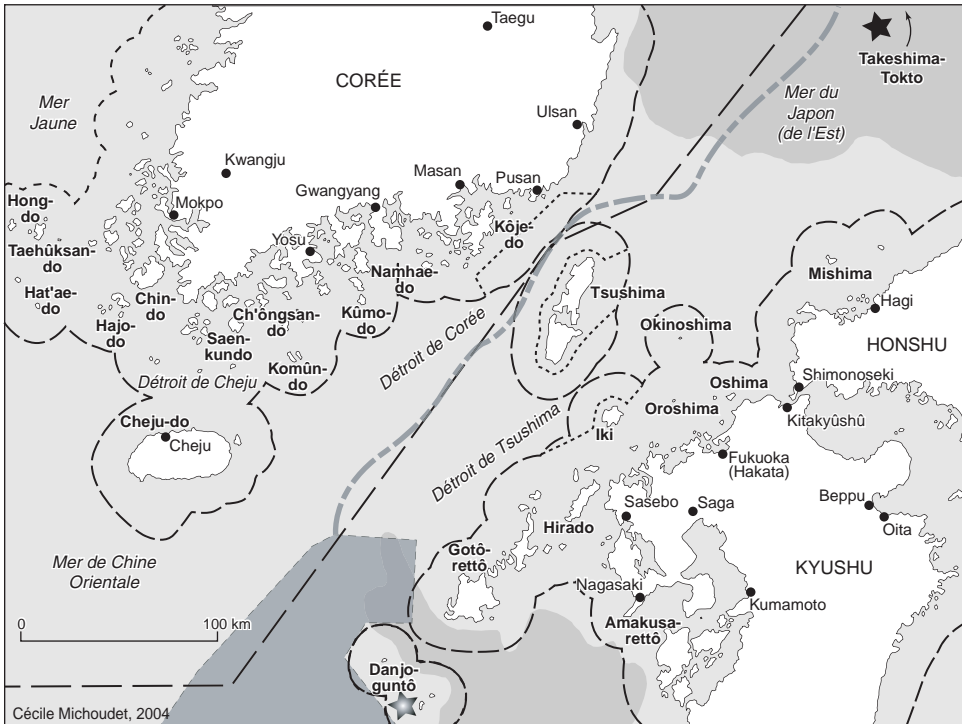 Taegu
Takeshima-
Tokto
CORÉE
Mer du
Japon
(de l'Est)
Mer
Jaune
Ulsan
Kwangju
Masan
Pusan
Gwangyang
Mokpo
Hong-
do
Kôje-
do
Yosu
Taehûksan-
do
Namhae-
do
Mishima
Hat'ae-
do
Chin-
do
Tsushima
Hagi
Ch'ôngsan-
do
Kûmo-
do
Okinoshima
Hajo-
do
Saen-
kundo
HONSHU
Komûn-
do
Détroit de Corée
Détroit de Cheju
Oshima
Shimonoseki
Oroshima
Kitakyûshû
Cheju-do
Cheju
Iki
Détroit de Tsushima
Fukuoka
(Hakata)
Sasebo
Saga
Beppu
Oita
Hirado
Gotô-
rettô
Mer de Chine
Orientale
KYUSHU
Nagasaki
Kumamoto
Amakusa-
rettô
0
100 km
Danjo-
guntô
Cécile Michoudet, 2004